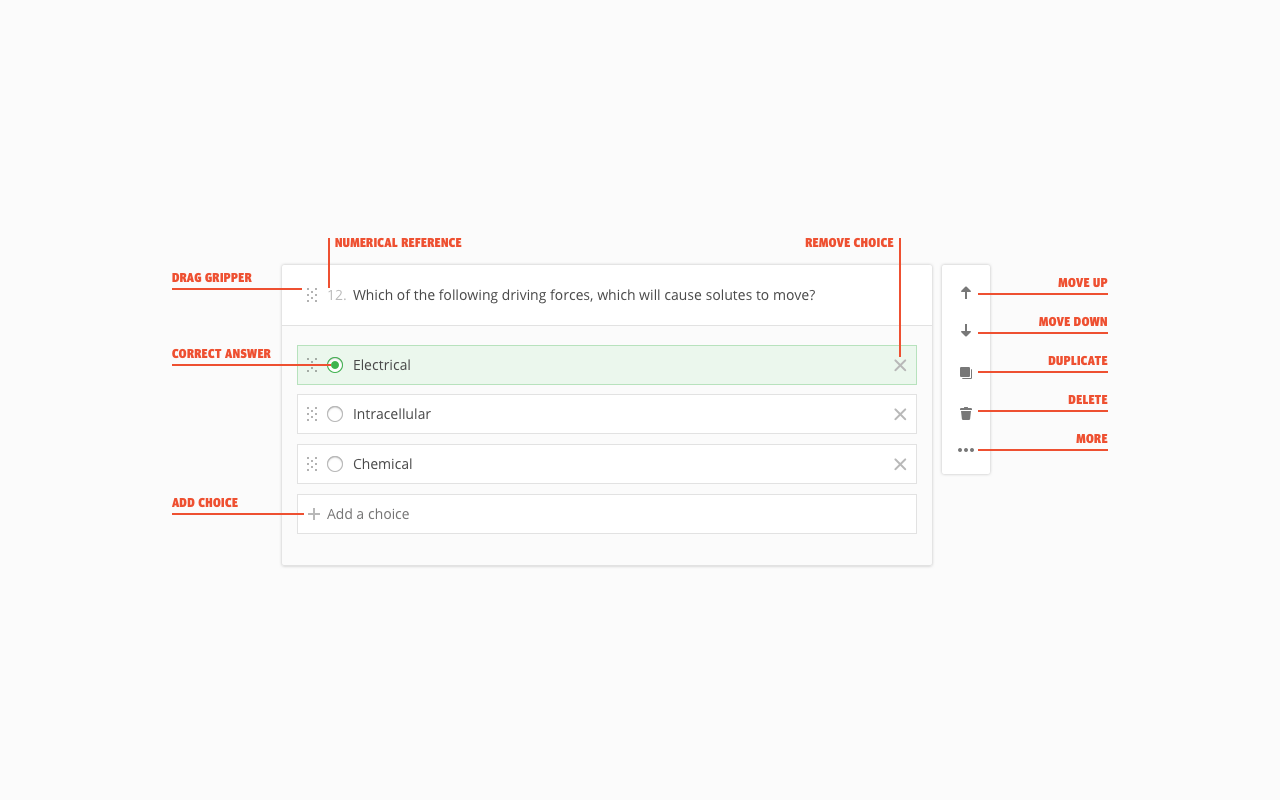 NUMERICAL REFERENCE
REMOVE CHOICE
DRAG GRIPPER
12. Which of the following driving forces, which will cause solutes to move?
MOVE UP
MOVE DOWN
CORRECT ANSWER
Electrical
DUPLICATE
DELETE
Intracellular
MORE
Chemical
ADD CHOICE
Add a choice